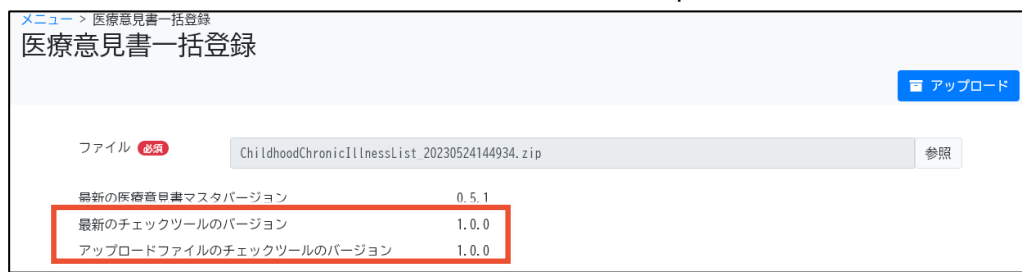 メニュー > 医療意見書一括登録
医療意見書一括登録
アップロード
ファイル 必須 ChildhoodChronicIllnessList_20230524144934.zip 参照
最新の医療意見書マスタバージョン 0.5.1
最新のチェックツールのバージョン 1.0.0
アップロードファイルのチェックツールのバージョン 1.0.0